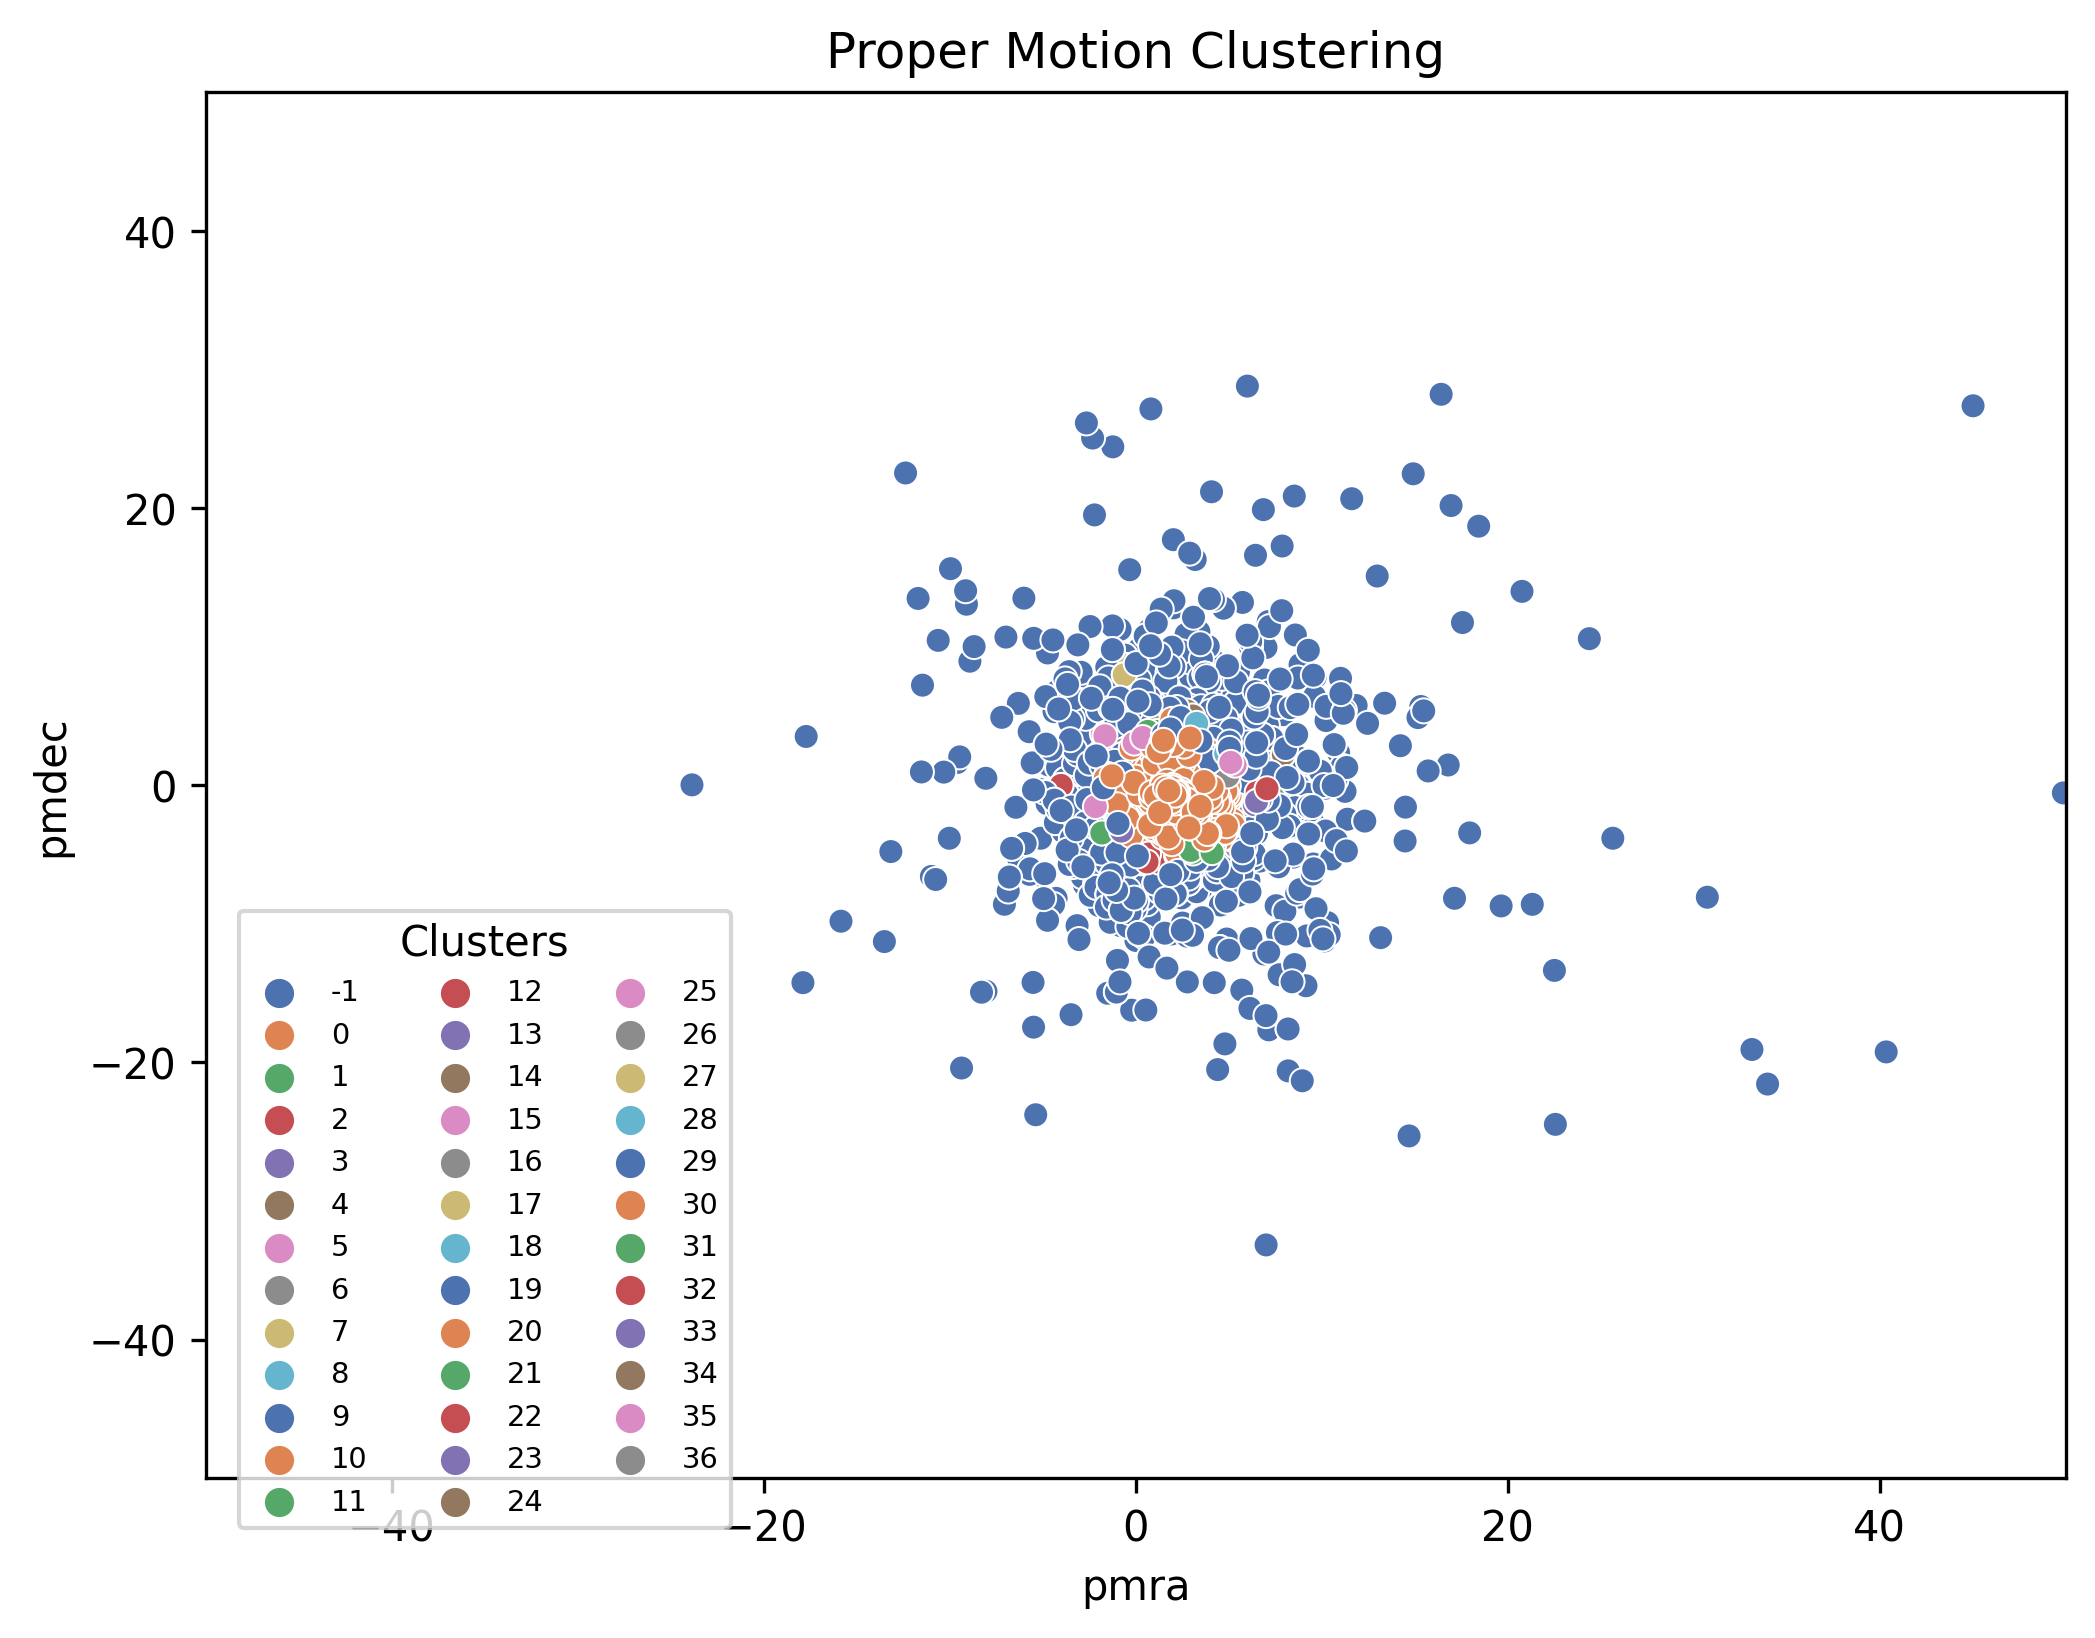 Proper Motion Clustering
40
20
0
−20
−40
pmdec
Clusters
-1 12 25
0 13 26
1 14 27
2 15 28
3 16 29
4 17 30
5 18 31
6 19 32
7 20 33
8 21 34
9 22 35
10 23 36
11 24
−40 −20 0 20 40
pmra